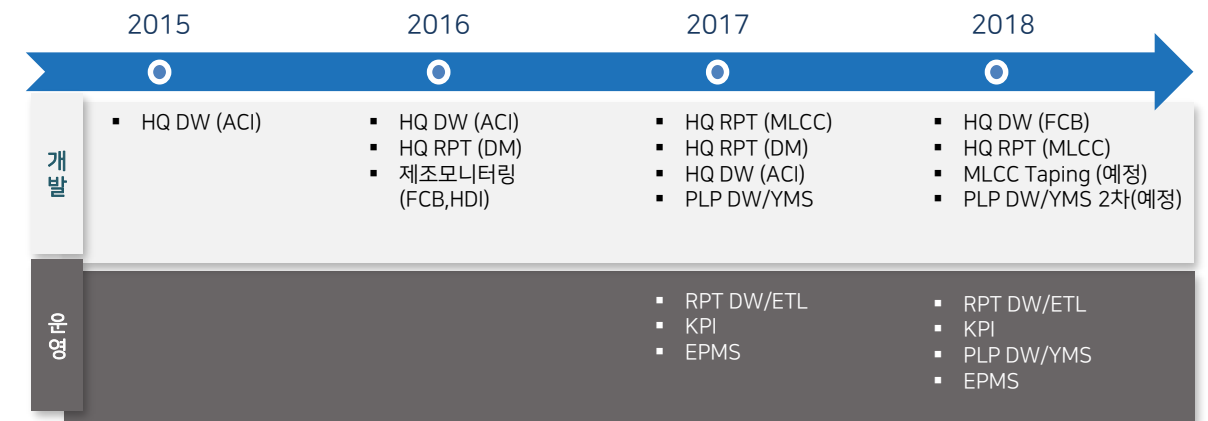 2015
2016
2017
2018
개발
HQ DW (ACI)
HQ DW (ACI)
HQ RPT (DM)
제조모니터링
(FCB,HDI)
HQ RPT (MLCC)
HQ RPT (DM)
HQ DW (ACI)
PLP DW/YMS
HQ DW (FCB)
HQ RPT (MLCC)
MLCC Taping (예정)
PLP DW/YMS 2차(예정)
운영
RPT DW/ETL
KPI
EPMS
RPT DW/ETL
KPI
PLP DW/YMS
EPMS